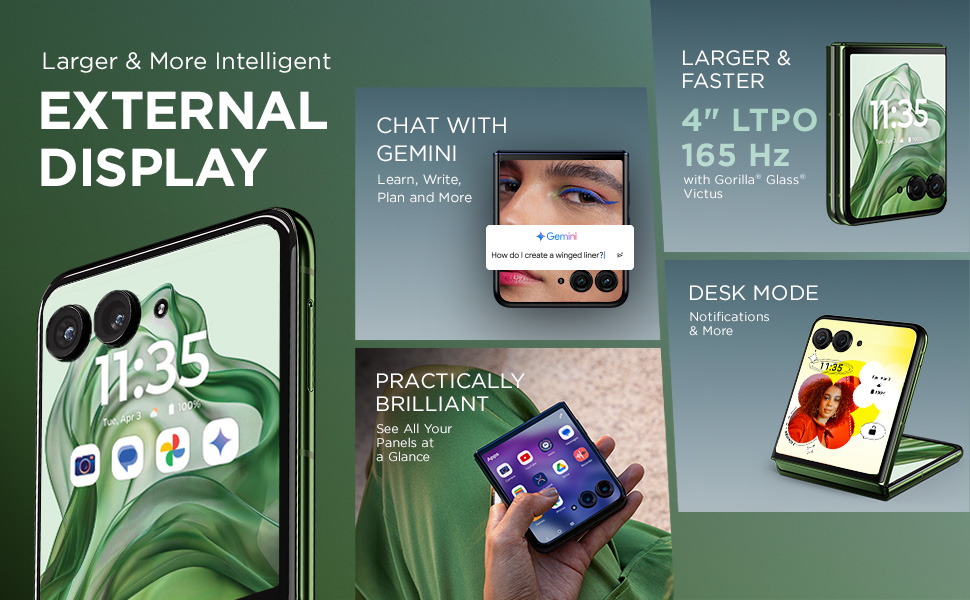 Larger & More Intelligent
EXTERNAL
DISPLAY
11:35
Tue, Apr 3
100%
CHAT WITH
GEMINI
Learn, Write,
Plan and More
Gemini
How do I create a winged liner?
PRACTICALLY
BRILLIANT
See All Your
Panels at
a Glance
Apps
LARGER &
FASTER
4" LTPO
165 Hz
with Gorilla® Glass®
Victus
11:35
DESK MODE
Notifications
& More
11:35